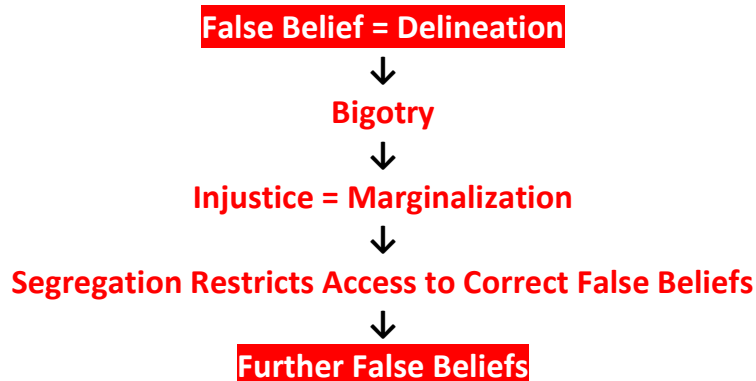 False Belief = Delineation
Bigotry
Injustice = Marginalization
Segregation Restricts Access to Correct False Beliefs
Further False Beliefs